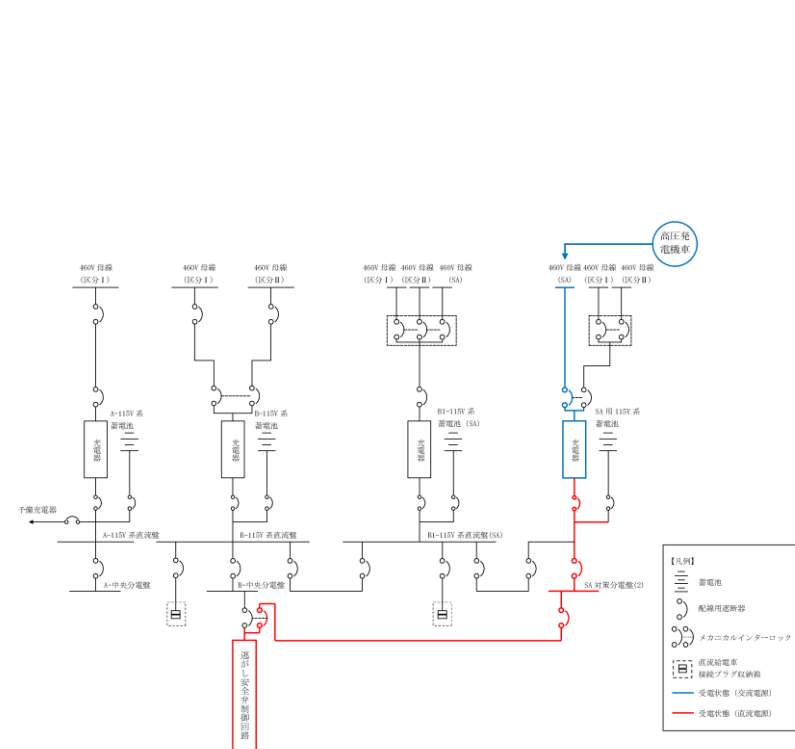 高圧発
電機車
460V 母線
(区分Ⅰ)
460V 母線
(区分Ⅰ)
460V 母線
(区分Ⅱ)
460V 母線
(区分Ⅰ)
460V 母線
(区分Ⅱ)
460V 母線
(SA)
460V 母線
(SA)
460V 母線
(区分Ⅰ)
460V 母線
(区分Ⅱ)
A-115V 系
蓄電池
B-115V 系
蓄電池
B1-115V 系
蓄電池 (SA)
SA 用 115V 系
蓄電池
充電器
充電器
充電器
充電器
予備充電器
A-115V 系直流盤
B-115V 系直流盤
B1-115V 系直流盤(SA)
A-中央分電盤
B-中央分電盤
SA 対策分電盤(2)
逃がし安全弁制御回路
【凡例】
蓄電池
配線用遮断器
メカニカルインターロック
直流給電車
接続プラグ収納箱
受電状態 (交流電源)
受電状態 (直流電源)